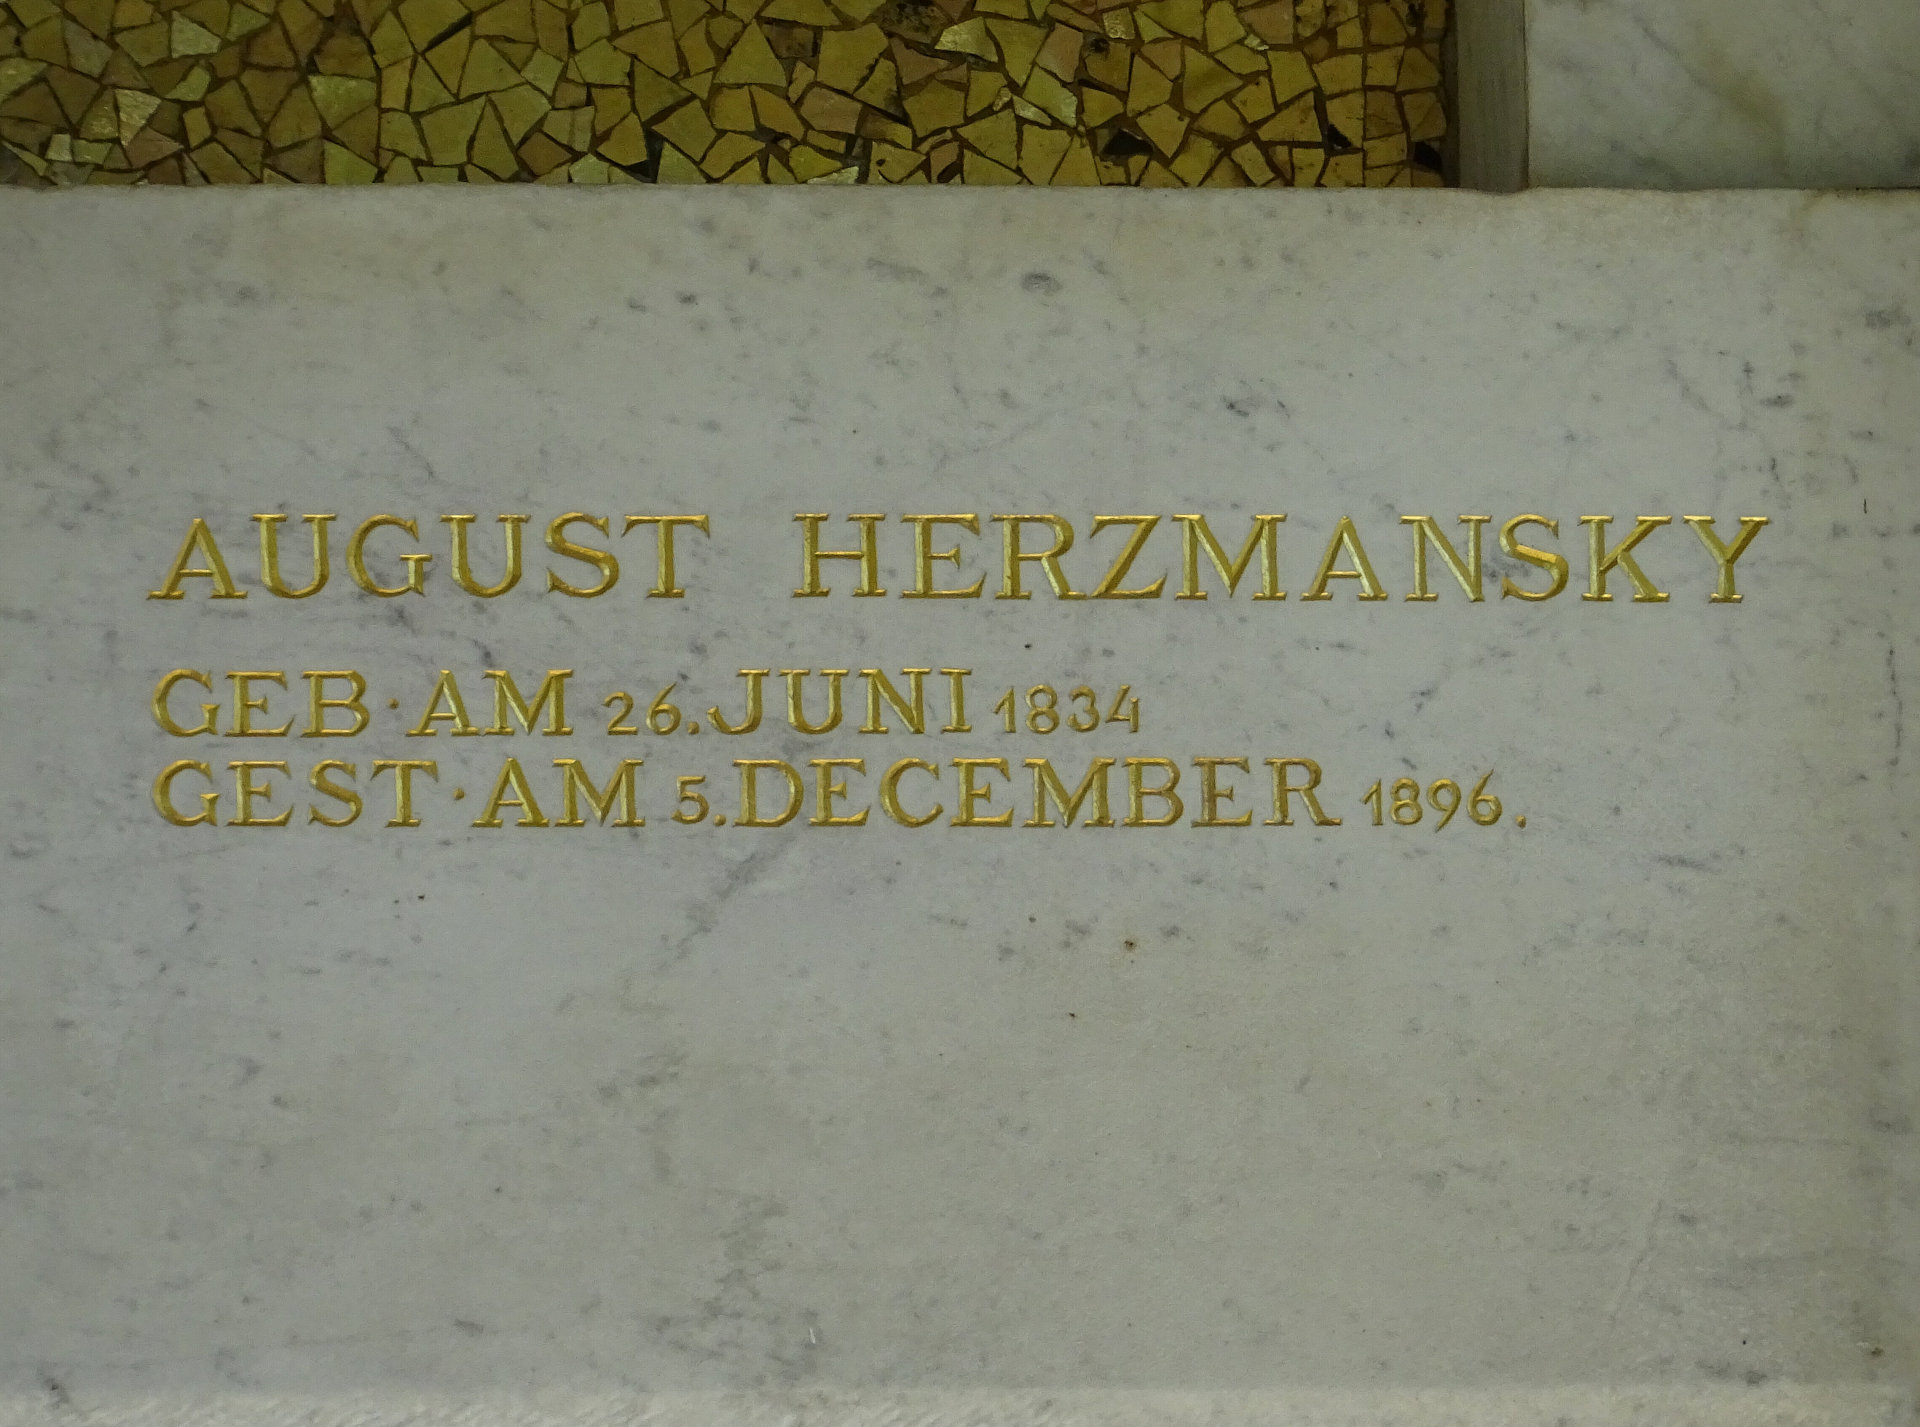 AUGUST HERZMANSKY
GEB·AM 26. JUNI 1834
GEST·AM 5. DECEMBER 1896.